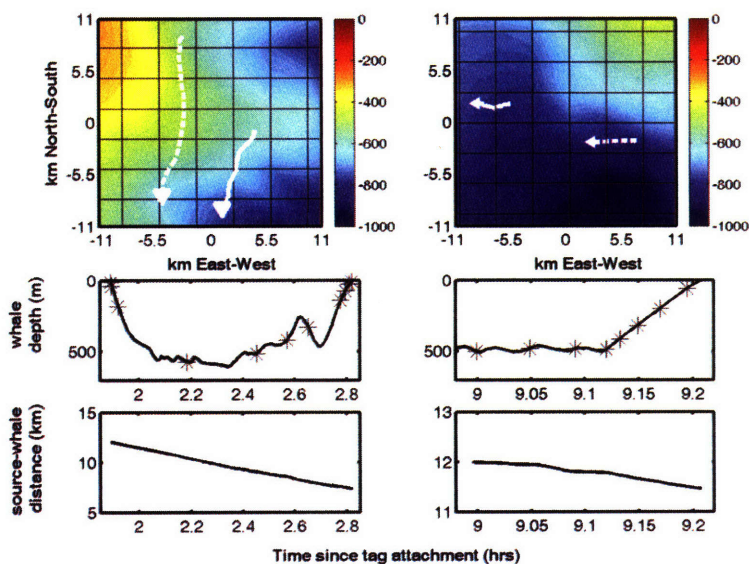 km North-South
11
5.5
0
-5.5
-11
-11 -5.5 0 5.5 11
0
-200
-400
-600
-800
-1000
11
5.5
0
-5.5
-11
-11 -5.5 0 5.5 11
0
-200
-400
-600
-800
-1000
km East-West
km East-West
whale
depth (m)
0
500
2 2.2 2.4 2.6 2.8
0
500
9 9.05 9.1 9.15 9.2
source-whale
distance (km)
15
10
5
2 2.2 2.4 2.6 2.8
13
12
11
9 9.05 9.1 9.15 9.2
Time since tag attachment (hrs)